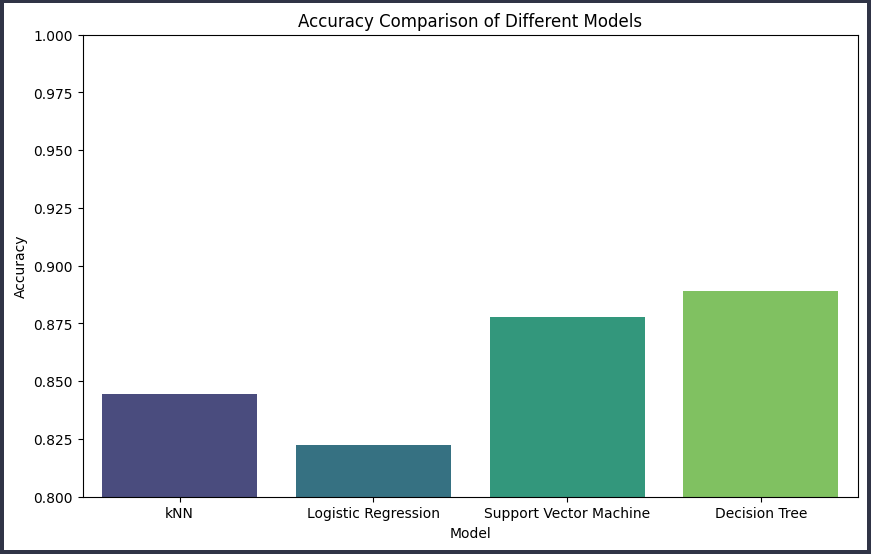 Accuracy Comparison of Different Models
1.000
0.975
0.950
0.925
0.900
0.875
0.850
0.825
0.800
Accuracy
kNN Logistic Regression Support Vector Machine Decision Tree
Model